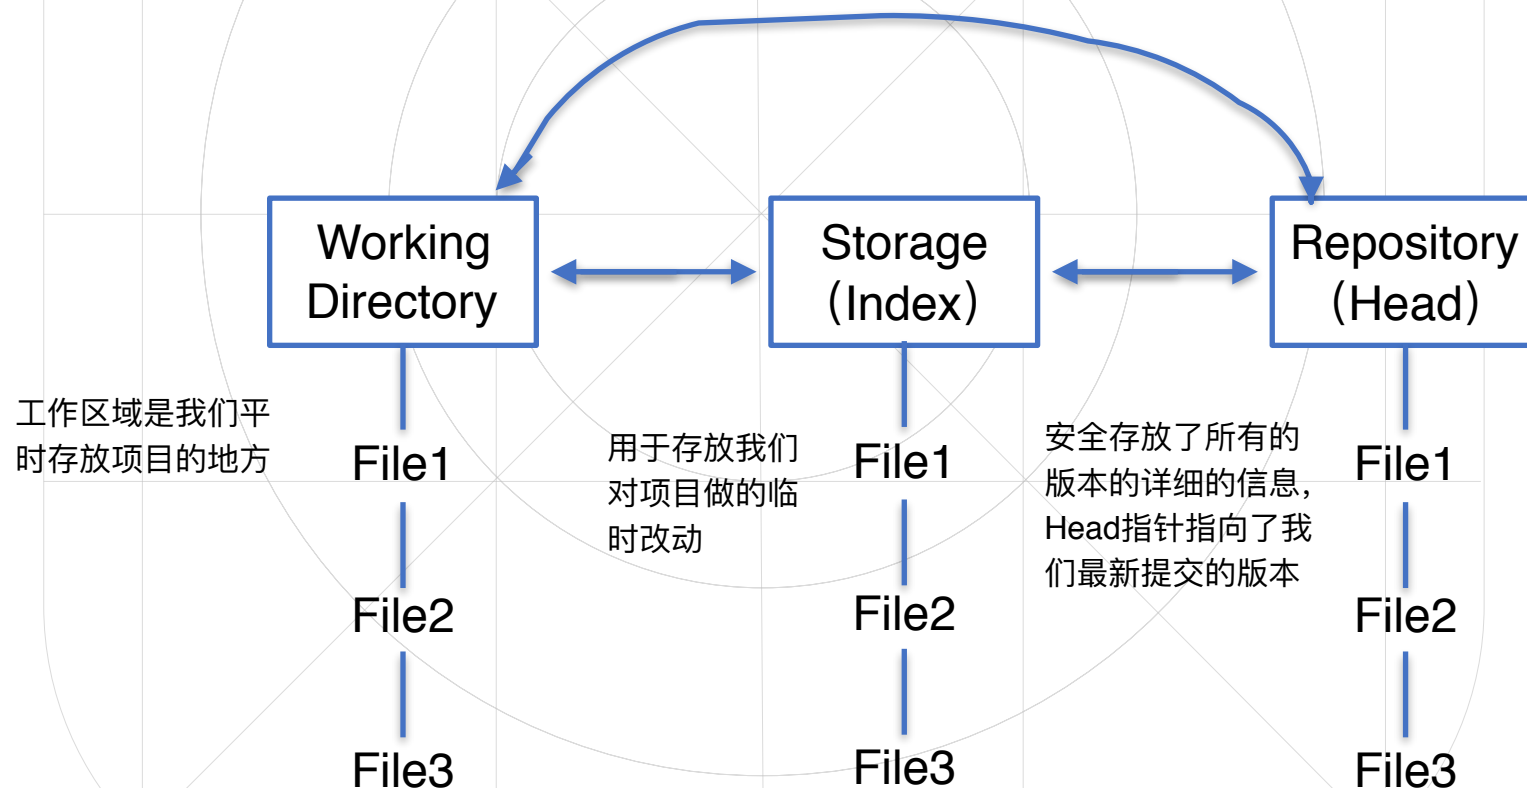 Working
Directory
Storage
（Index）
Repository
（Head）
工作区域是我们平
时存放项目的地方
File1
File2
File3
用于存放我们
对项目做的临
时改动
File1
File2
File3
安全存放了所有的
版本的详细的信息，
Head指针指向了我
们最新提交的版本
File1
File2
File3